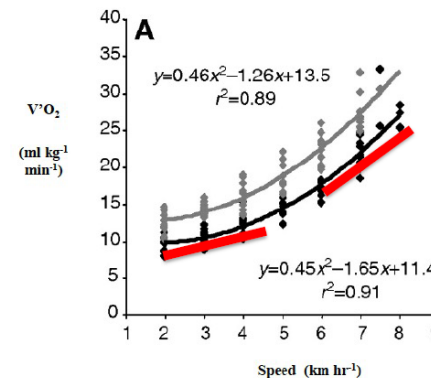 A
y=0.46x²–1.26x+13.5
r²=0.89
V'O₂
(ml kg⁻¹
min⁻¹)
40
35
30
25
20
15
10
5
0
y=0.45x²–1.65x+11.4
r²=0.91
1 2 3 4 5 6 7 8
Speed (km hr⁻¹)